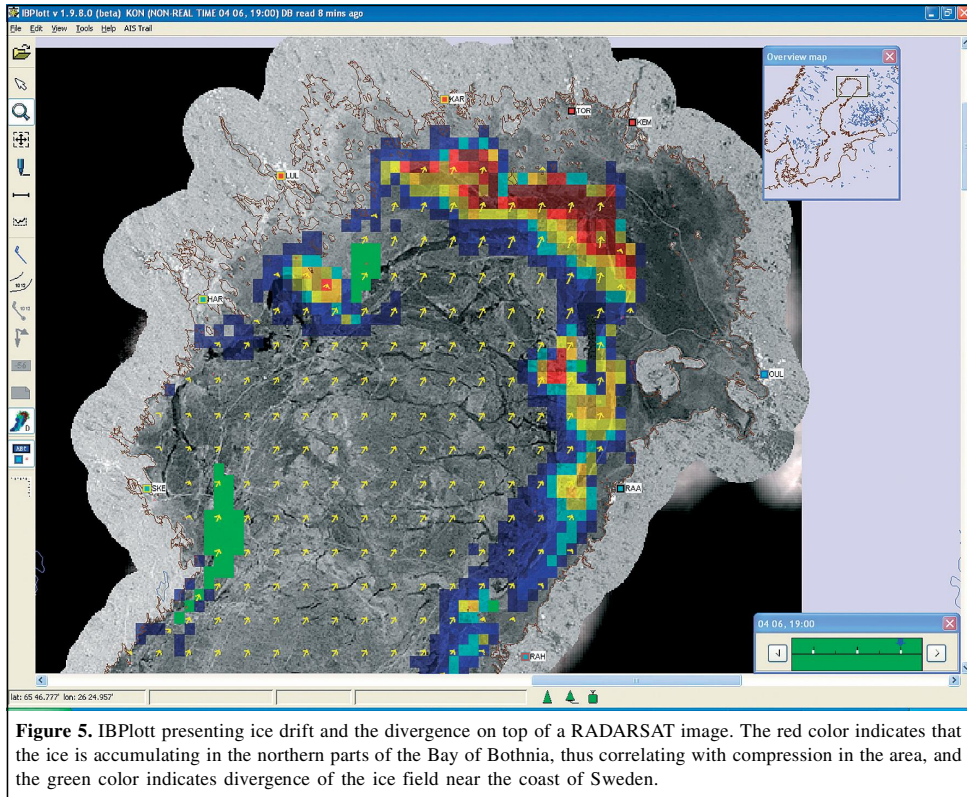 IBPlott v 1.9.8.0 (beta) KON (NON-REAL TIME 04 06, 19:00) DB read 8 mins ago
File Edit View Tools Help AIS Trail
Overview map
KAR
TOR
KEM
LUL
HAR
OUL
SKE
RAA
RAH
04 06, 19:00
lat: 65 46.777' lon: 26 24.957'
Figure 5. IBPlott presenting ice drift and the divergence on top of a RADARSAT image. The red color indicates that
the ice is accumulating in the northern parts of the Bay of Bothnia, thus correlating with compression in the area, and
the green color indicates divergence of the ice field near the coast of Sweden.